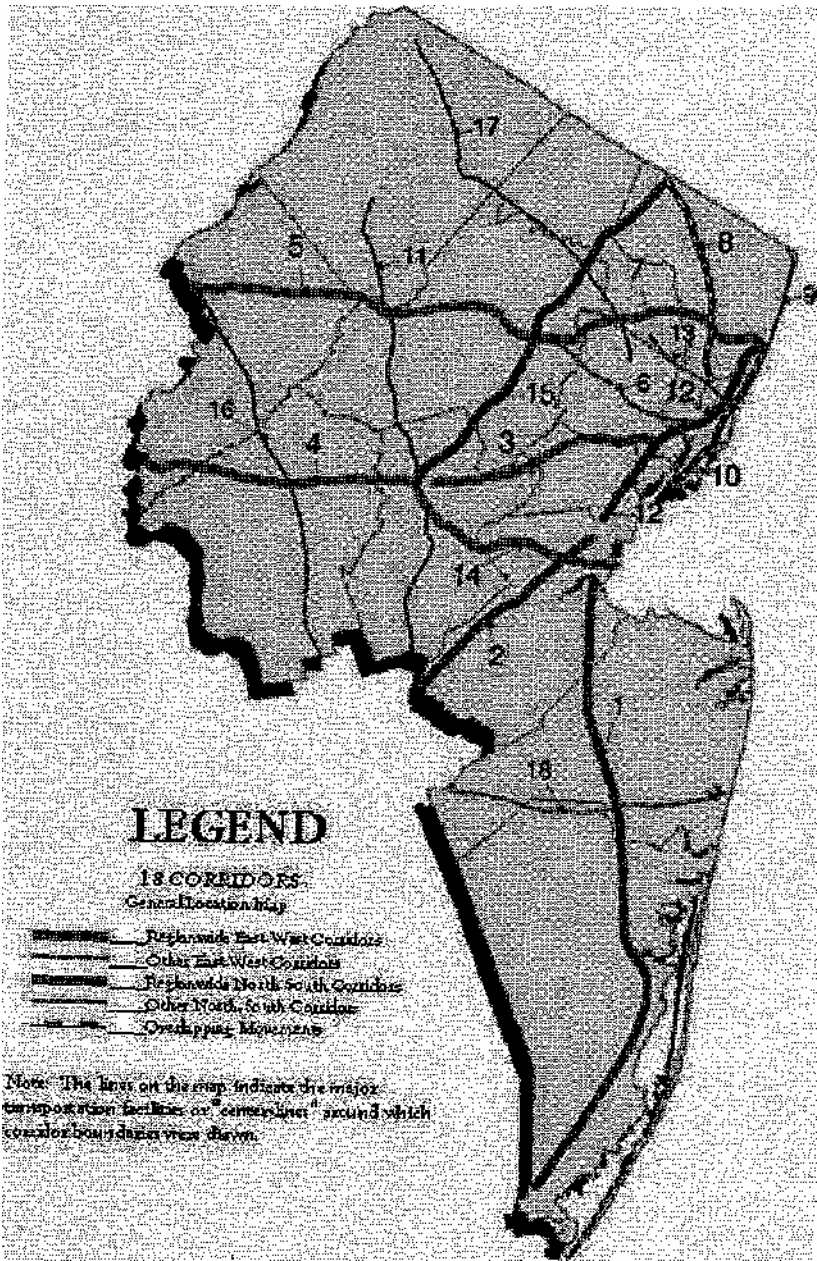 17
8
5
11
9
13
6
12
15
16
4
3
10
12
14
2
1
18
LEGEND
18 CORRIDORS
General Location Map
Regionwide East-West Corridors
Other East-West Corridors
Regionwide North-South Corridors
Other North-South Corridors
Overlapping Movements
Note: The lines on the map indicate the major
transportation facilities or "centerlines" around which
corridor boundaries were drawn.